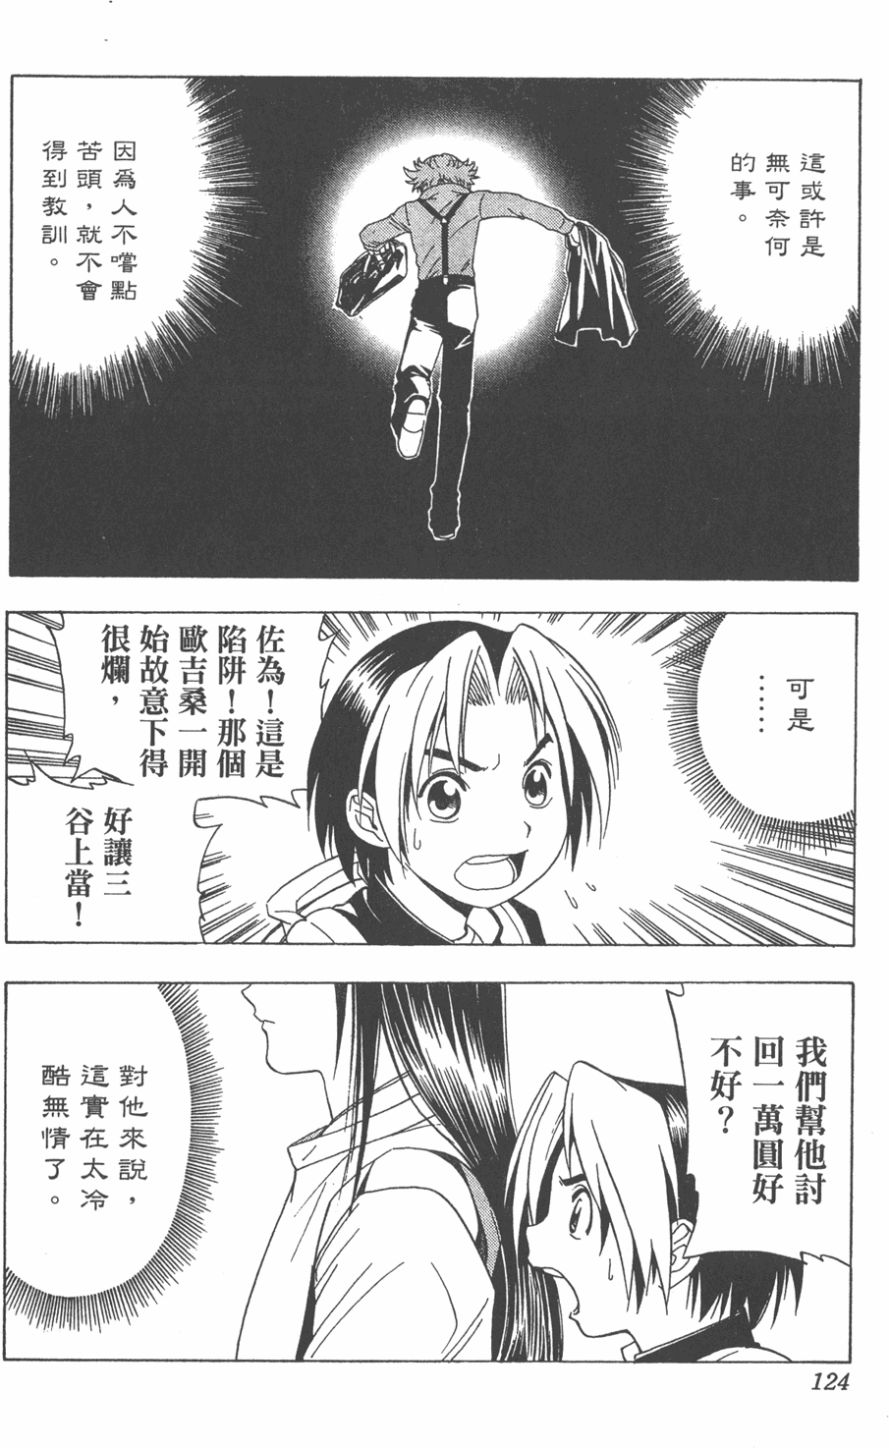 這或許是
無可奈何
的事。
因為人不嚐點
苦頭，就不會
得到教訓。
可是
⋯⋯
佐為！這是
陷阱！那個
歐吉桑一開
始故意下得
很爛，
好讓三
谷上當！
我們幫他討
回一萬圓好
不好？
對他來說，
這實在太冷
酷無情了。
124